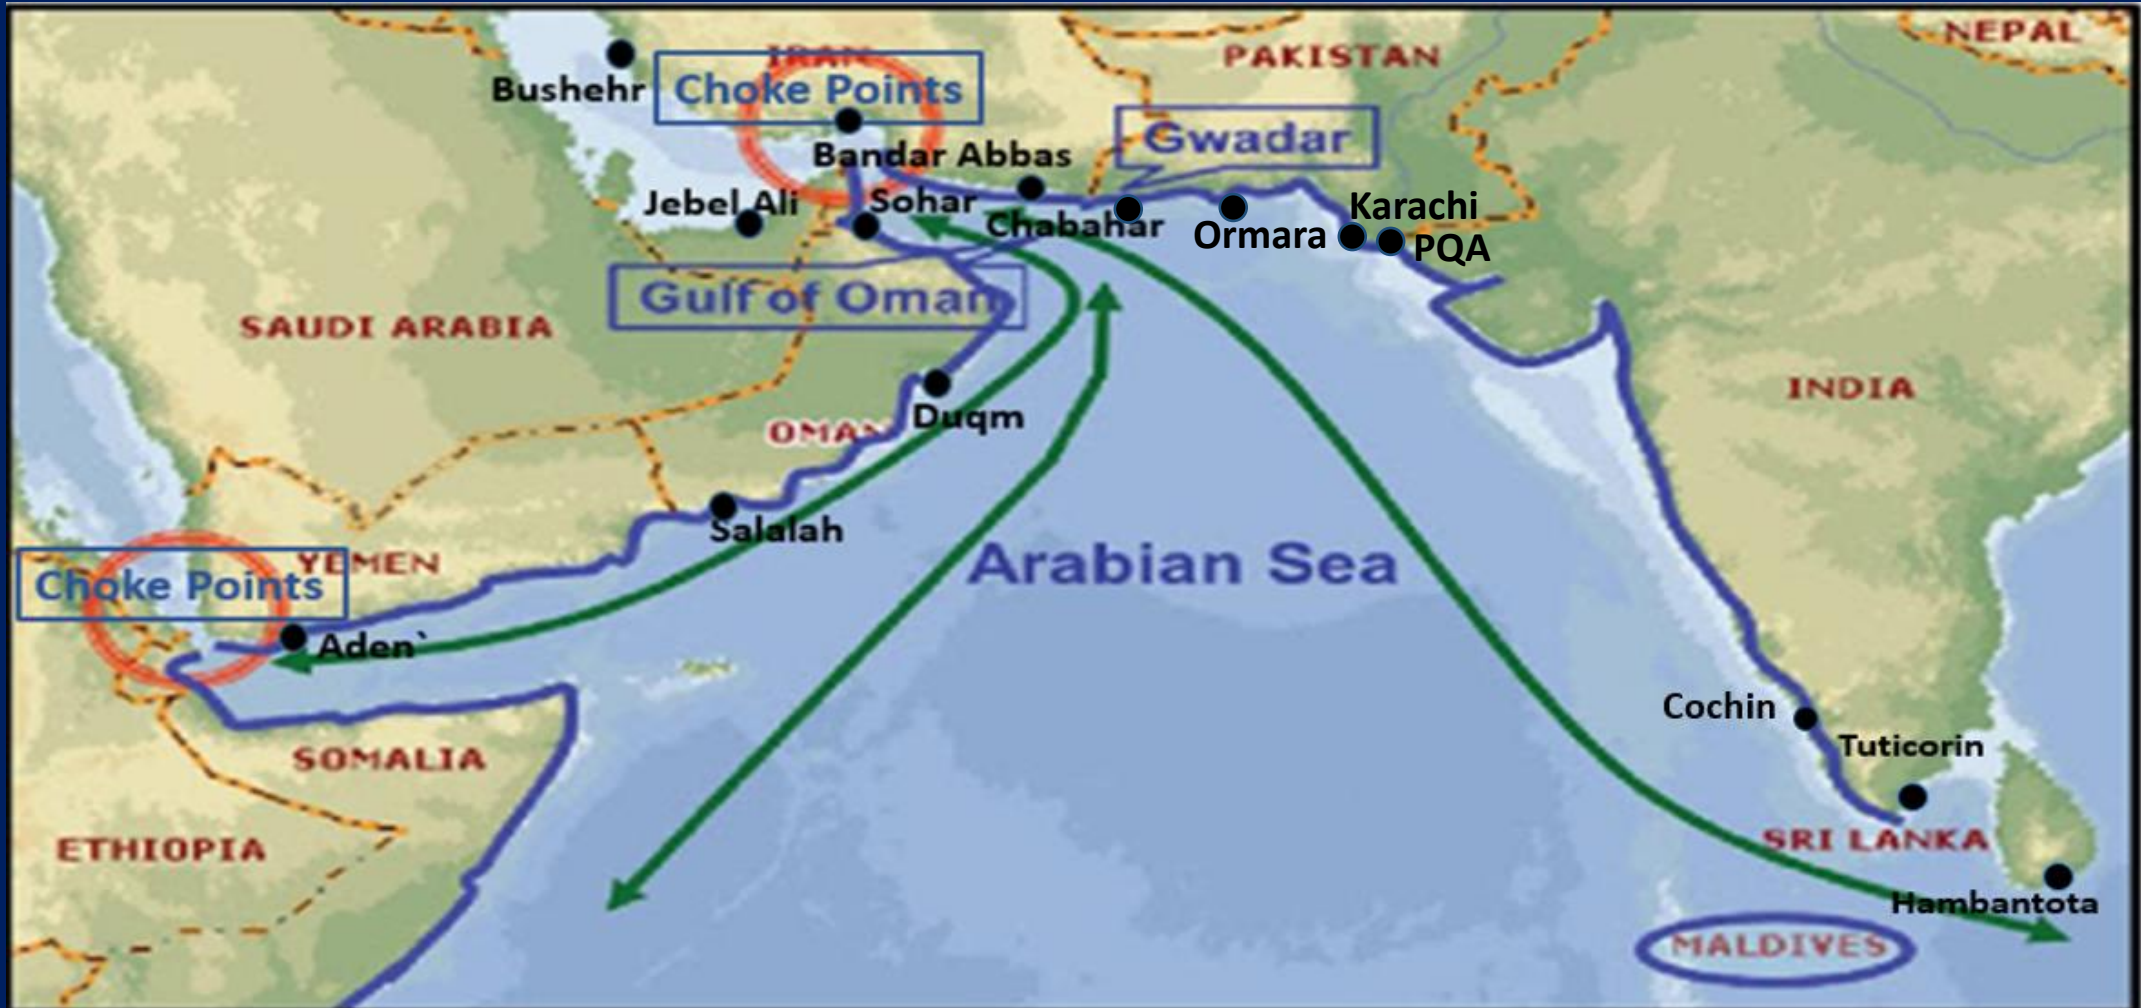 IRAN
PAKISTAN
NEPAL
Bushehr
Choke Points
Gwadar
Bandar Abbas
Jebel Ali
Sohar
Chabahar
Ormara
Karachi
PQA
Gulf of Oman
SAUDI ARABIA
INDIA
Duqm
OMAN
Salalah
YEMEN
Choke Points
Arabian Sea
Aden`
Cochin
Tuticorin
SOMALIA
ETHIOPIA
SRI LANKA
Hambantota
MALDIVES